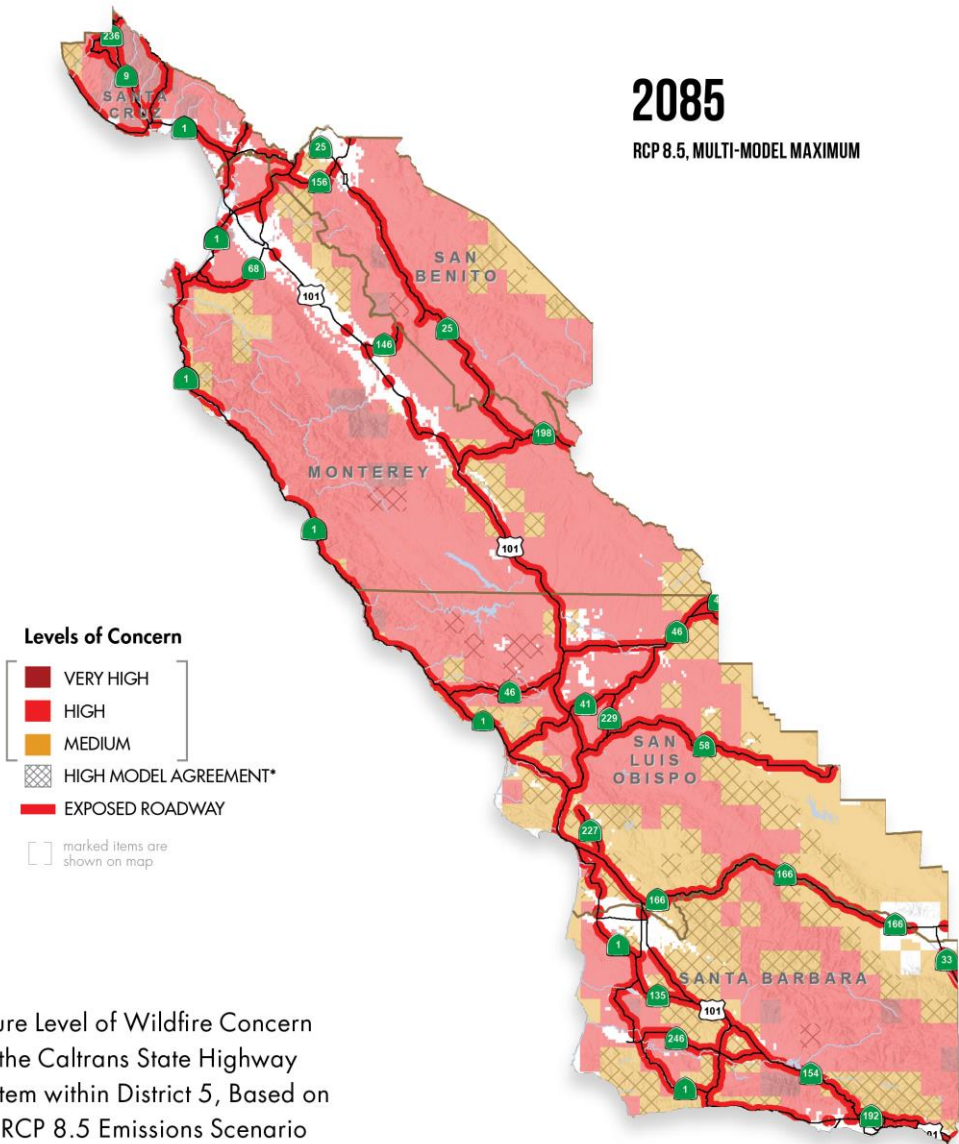 2085
RCP 8.5, MULTI-MODEL MAXIMUM
236
9
SANTA
CRUZ
1
25
156
1
68
SAN
BENITO
101
25
146
1
198
MONTEREY
1
101
46
46
1
41
229
SAN
LUIS
OBISPO
58
227
166
166
166
1
33
SANTA BARBARA
135
101
246
154
1
192
Levels of Concern
VERY HIGH
HIGH
MEDIUM
HIGH MODEL AGREEMENT*
EXPOSED ROADWAY
marked items are
shown on map
ure Level of Wildfire Concern
the Caltrans State Highway
tem within District 5, Based on
RCP 8.5 Emissions Scenario